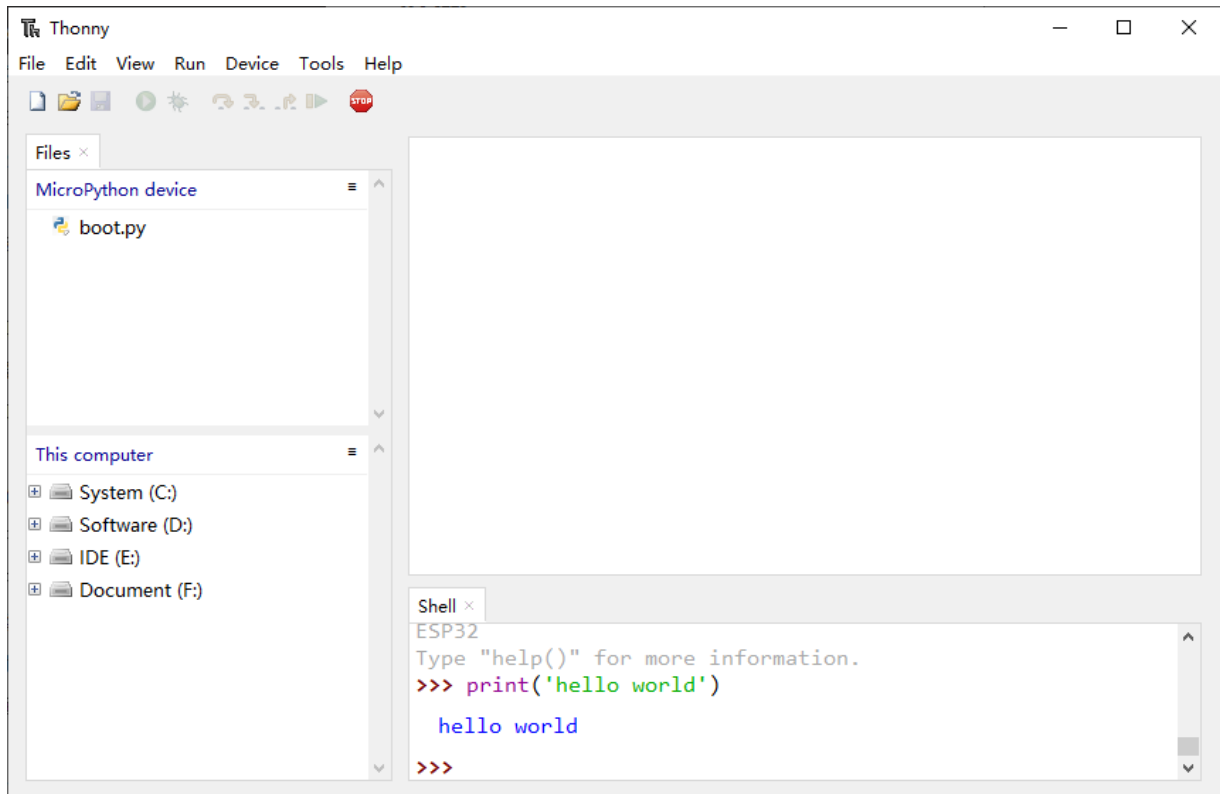 Thonny
File Edit View Run Device Tools Help
STOP
Files
MicroPython device
boot.py
This computer
System (C:)
Software (D:)
IDE (E:)
Document (F:)
Shell
ESP32
Type "help()" for more information.
>>> print('hello world')
hello world
>>>